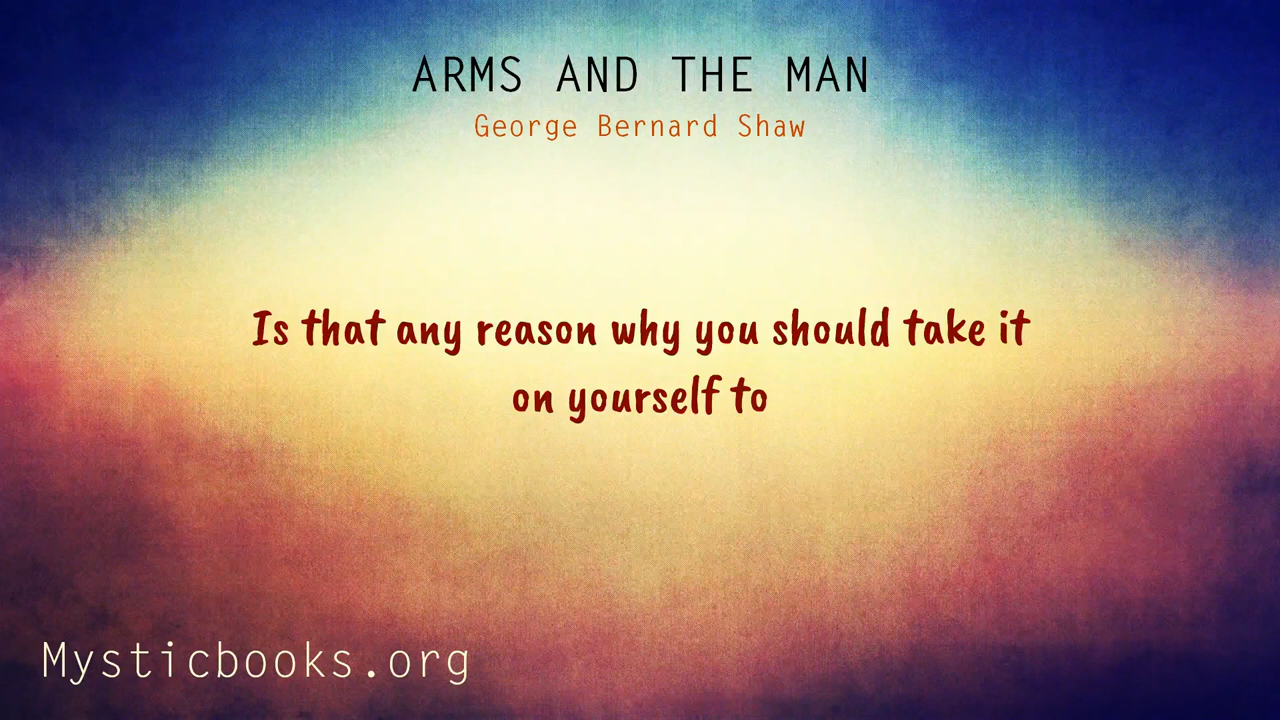 ARMS AND THE MAN
George Bernard Shaw
Is that any reason why you should take it
on yourself to
Mysticbooks.org